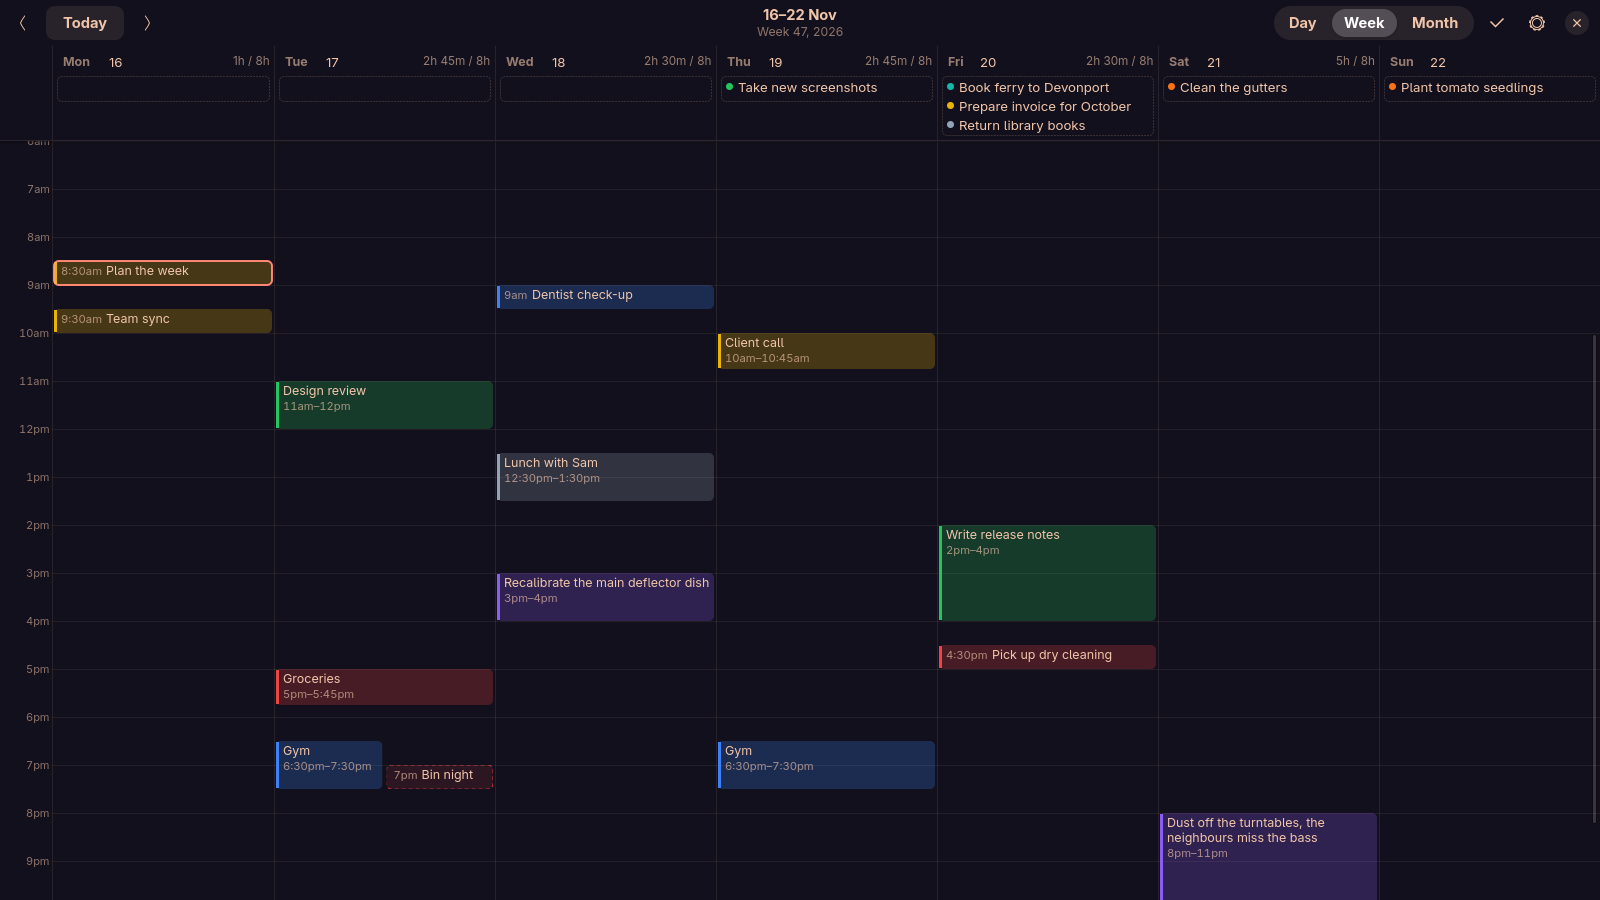 Today
16–22 Nov
Week 47, 2026
Day Week Month
Mon 16 1h / 8h
Tue 17 2h 45m / 8h
Wed 18 2h 30m / 8h
Thu 19 2h 45m / 8h
Fri 20 2h 30m / 8h
Sat 21 5h / 8h
Sun 22
Take new screenshots
Book ferry to Devonport
Prepare invoice for October
Return library books
Clean the gutters
Plant tomato seedlings
6am
7am
8am
9am
10am
11am
12pm
1pm
2pm
3pm
4pm
5pm
6pm
7pm
8pm
9pm
8:30am Plan the week
9:30am Team sync
Design review
11am–12pm
Groceries
5pm–5:45pm
Gym
6:30pm–7:30pm
7pm Bin night
9am Dentist check-up
Lunch with Sam
12:30pm–1:30pm
Recalibrate the main deflector dish
3pm–4pm
Client call
10am–10:45am
Gym
6:30pm–7:30pm
Write release notes
2pm–4pm
4:30pm Pick up dry cleaning
Dust off the turntables, the
neighbours miss the bass
8pm–11pm